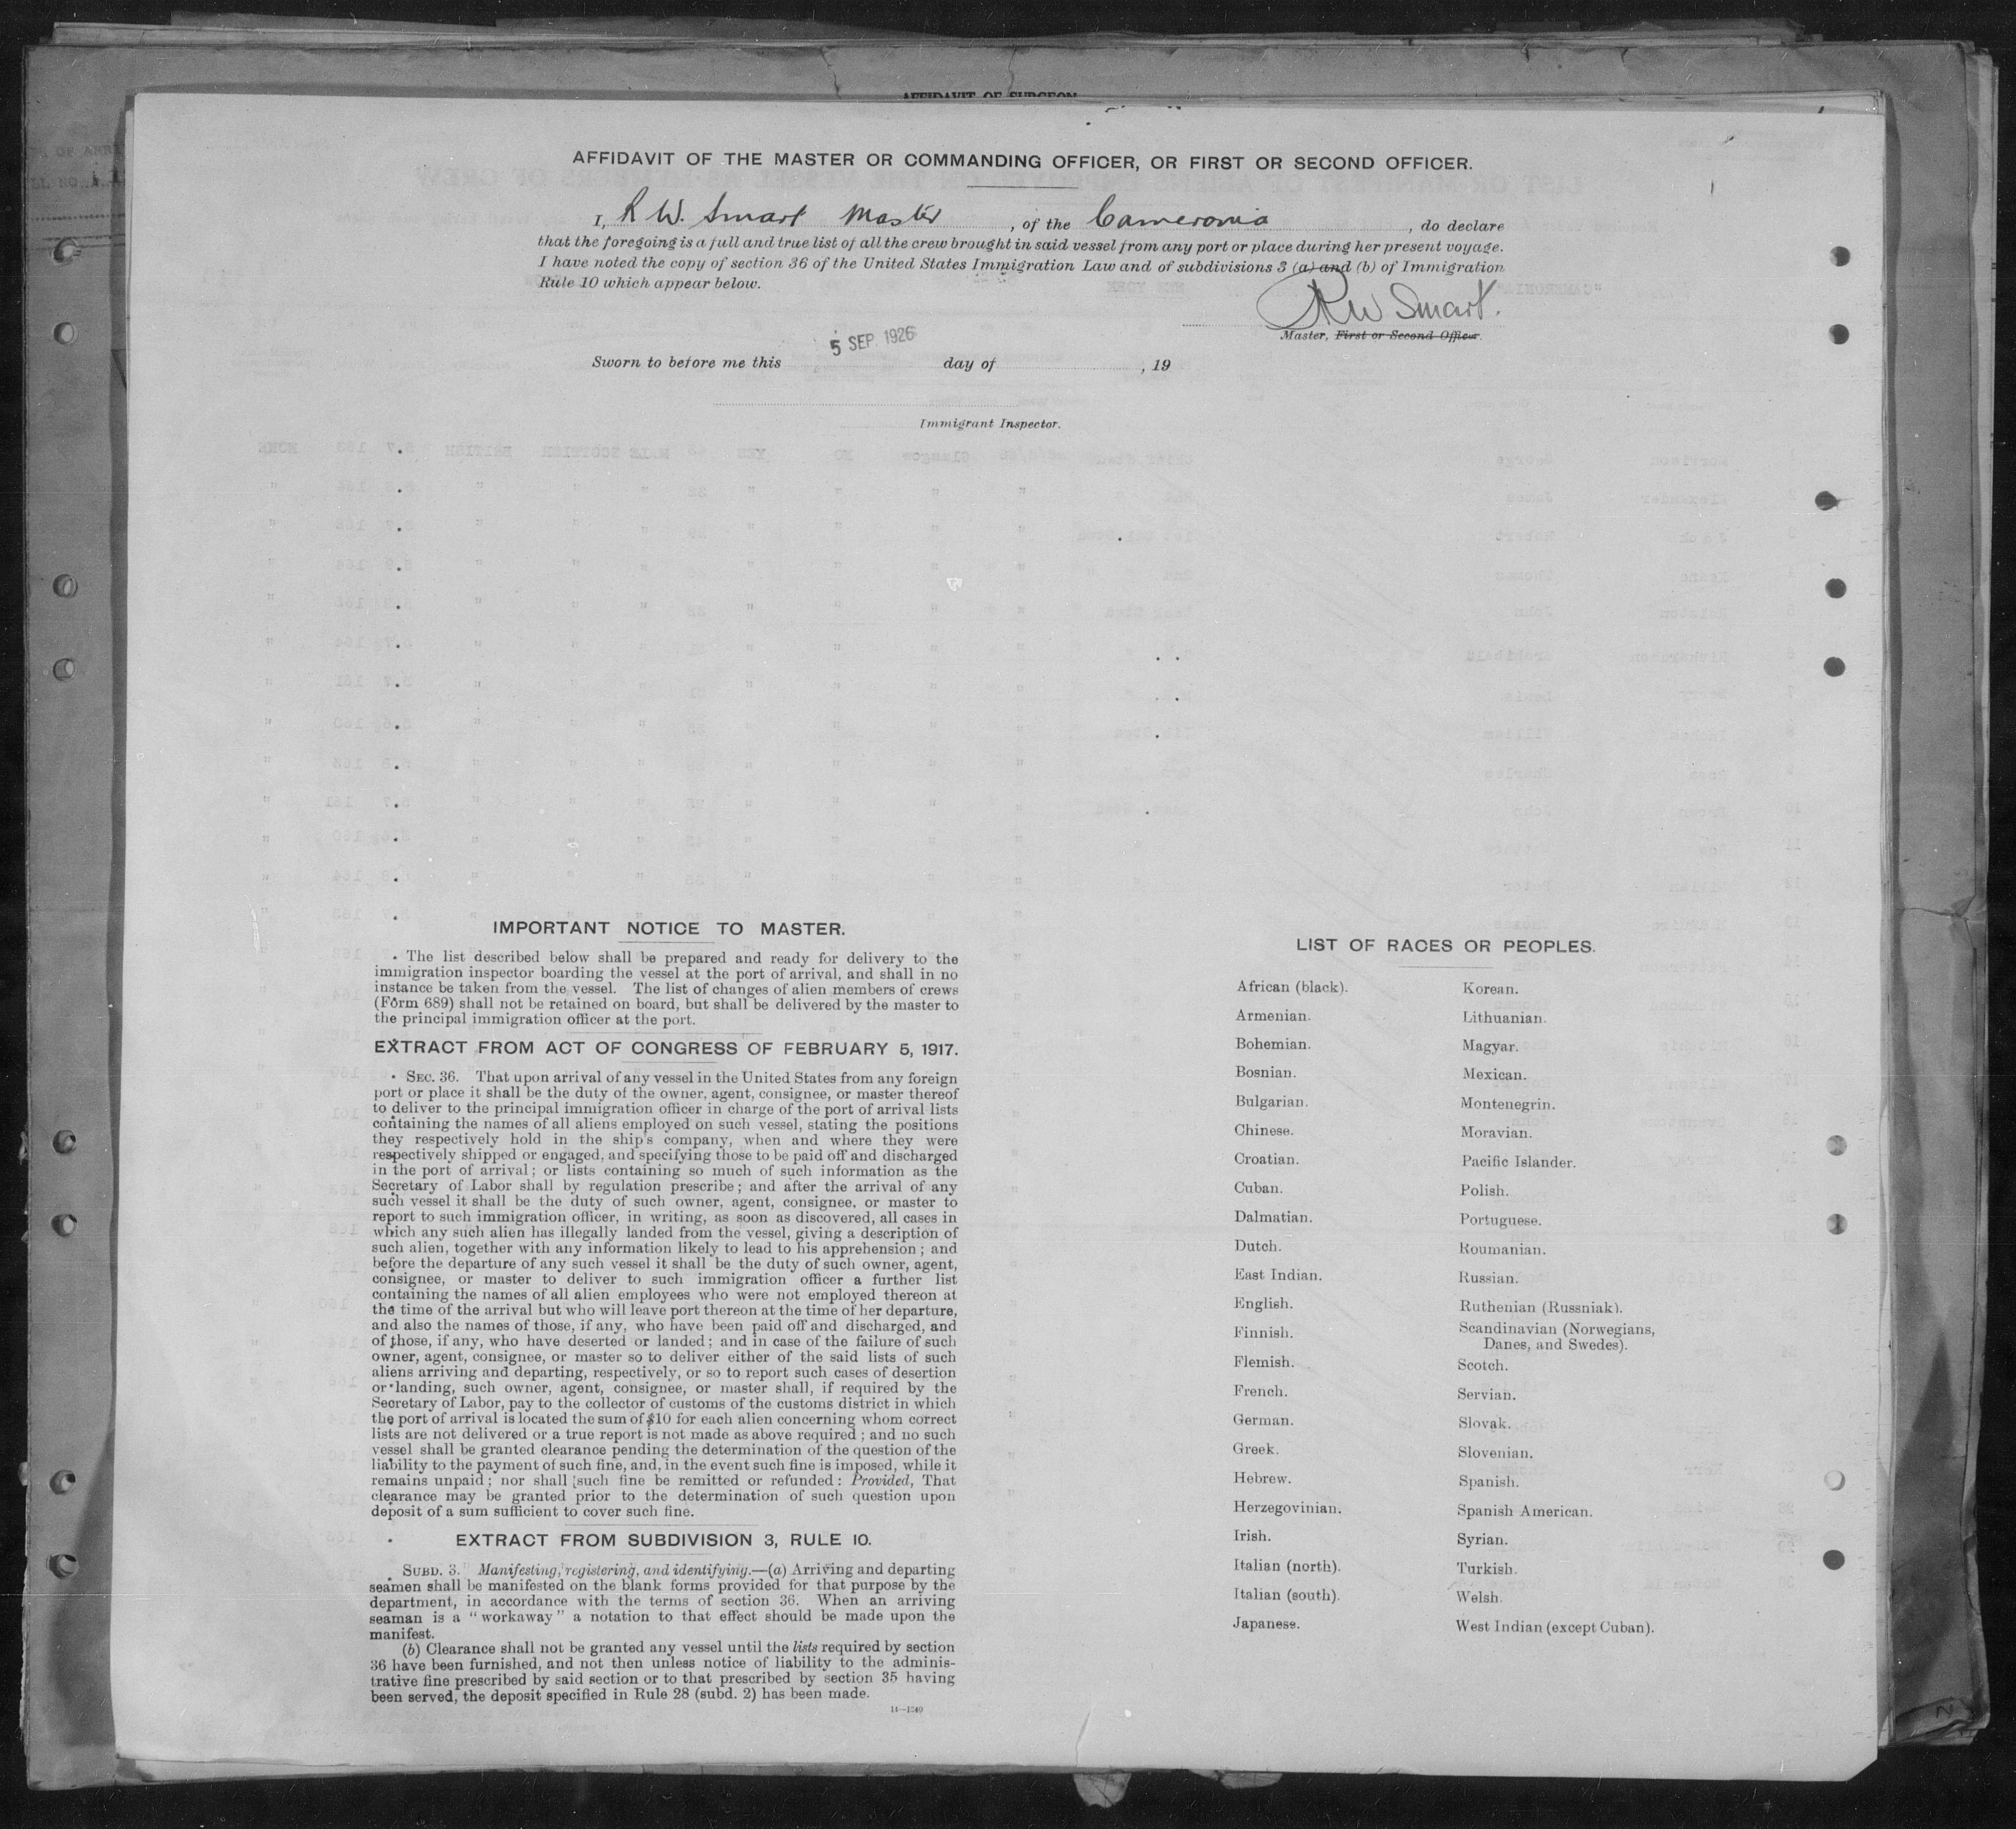 AFFIDAVIT OF SURGEON
AFFIDAVIT OF THE MASTER OR COMMANDING OFFICER, OR FIRST OR SECOND OFFICER.
I, R W. Smart Master, of the Cameronia, do declare
that the foregoing is a full and true list of all the crew brought in said vessel from any port or place during her present voyage.
I have noted the copy of section 36 of the United States Immigration Law and of subdivisions 3 (a) and (b) of Immigration
Rule 10 which appear below.
R W Smart.
Master, First or Second Officer.
5 SEP. 1926
Sworn to before me this day of , 19
Immigrant Inspector.
IMPORTANT NOTICE TO MASTER.
The list described below shall be prepared and ready for delivery to the
immigration inspector boarding the vessel at the port of arrival, and shall in no
instance be taken from the vessel. The list of changes of alien members of crews
(Form 689) shall not be retained on board, but shall be delivered by the master to
the principal immigration officer at the port.
EXTRACT FROM ACT OF CONGRESS OF FEBRUARY 5, 1917.
SEC. 36. That upon arrival of any vessel in the United States from any foreign
port or place it shall be the duty of the owner, agent, consignee, or master thereof
to deliver to the principal immigration officer in charge of the port of arrival lists
containing the names of all aliens employed on such vessel, stating the positions
they respectively hold in the ship's company, when and where they were
respectively shipped or engaged, and specifying those to be paid off and discharged
in the port of arrival; or lists containing so much of such information as the
Secretary of Labor shall by regulation prescribe; and after the arrival of any
such vessel it shall be the duty of such owner, agent, consignee, or master to
report to such immigration officer, in writing, as soon as discovered, all cases in
which any such alien has illegally landed from the vessel, giving a description of
such alien, together with any information likely to lead to his apprehension; and
before the departure of any such vessel it shall be the duty of such owner, agent,
consignee, or master to deliver to such immigration officer a further list
containing the names of all alien employees who were not employed thereon at
the time of the arrival but who will leave port thereon at the time of her departure,
and also the names of those, if any, who have been paid off and discharged, and
of those, if any, who have deserted or landed; and in case of the failure of such
owner, agent, consignee, or master so to deliver either of the said lists of such
aliens arriving and departing, respectively, or so to report such cases of desertion
or landing, such owner, agent, consignee, or master shall, if required by the
Secretary of Labor, pay to the collector of customs of the customs district in which
the port of arrival is located the sum of $10 for each alien concerning whom correct
lists are not delivered or a true report is not made as above required; and no such
vessel shall be granted clearance pending the determination of the question of the
liability to the payment of such fine, and, in the event such fine is imposed, while it
remains unpaid; nor shall such fine be remitted or refunded: Provided, That
clearance may be granted prior to the determination of such question upon
deposit of a sum sufficient to cover such fine.
EXTRACT FROM SUBDIVISION 3, RULE 10.
SUBD. 3. Manifesting, registering, and identifying.—(a) Arriving and departing
seamen shall be manifested on the blank forms provided for that purpose by the
department, in accordance with the terms of section 36. When an arriving
seaman is a "workaway" a notation to that effect should be made upon the
manifest.
(b) Clearance shall not be granted any vessel until the lists required by section
36 have been furnished, and not then unless notice of liability to the adminis-
trative fine prescribed by said section or to that prescribed by section 35 having
been served, the deposit specified in Rule 28 (subd. 2) has been made.
14—1240
LIST OF RACES OR PEOPLES.
African (black).
Armenian.
Bohemian.
Bosnian.
Bulgarian.
Chinese.
Croatian.
Cuban.
Dalmatian.
Dutch.
East Indian.
English.
Finnish.
Flemish.
French.
German.
Greek.
Hebrew.
Herzegovinian.
Irish.
Italian (north).
Italian (south).
Japanese.
Korean.
Lithuanian.
Magyar.
Mexican.
Montenegrin.
Moravian.
Pacific Islander.
Polish.
Portuguese.
Roumanian.
Russian.
Ruthenian (Russniak).
Scandinavian (Norwegians,
Danes, and Swedes).
Scotch.
Servian.
Slovak.
Slovenian.
Spanish.
Spanish American.
Syrian.
Turkish.
Welsh.
West Indian (except Cuban).